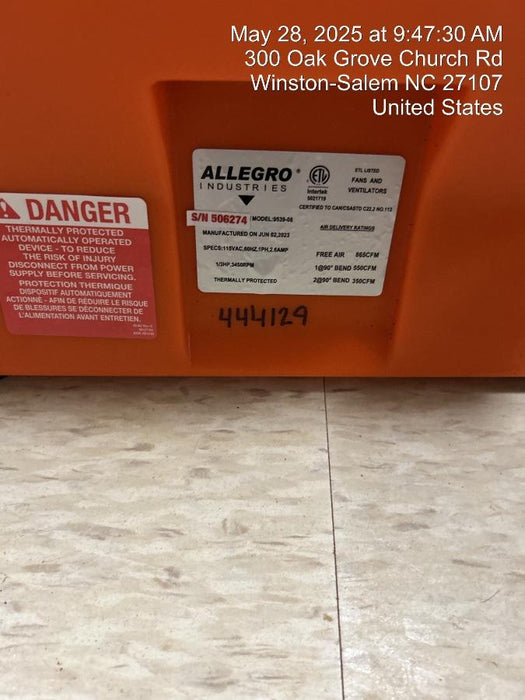 May 28, 2025 at 9:47:30 AM
300 Oak Grove Church Rd
Winston-Salem NC 27107
United States
ALLEGRO®
INDUSTRIES
ETL
Intertek
5021719
ETL LISTED
FANS AND
VENTILATORS
CERTIFIED TO CAN/CSASTD C22.2 NO.113
S/N 506274 MODEL:9539-05
MANUFACTURED ON JUN 02,2023
SPECS:115VAC,60HZ,1PH,2.6AMP
1/3HP,3450RPM
THERMALLY PROTECTED
AIR DELIVERY RATINGS
FREE AIR 865CFM
1@90° BEND 550CFM
2@90° BEND 350CFM
444129
DANGER
THERMALLY PROTECTED
AUTOMATICALLY OPERATED
DEVICE - TO REDUCE
THE RISK OF INJURY
DISCONNECT FROM POWER
SUPPLY BEFORE SERVICING.
PROTECTION THERMIQUE
DISPOSITIF AUTOMATIQUEMENT
ACTIONNÉ - AFIN DE RÉDUIRE LE RISQUE
DE BLESSURES SE DÉCONNECTER DE
L'ALIMENTATION AVANT ENTRETIEN.